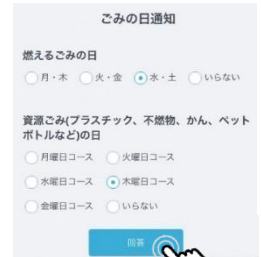 ごみの日通知
燃えるごみの日
月・木 火・金 水・土 いらない
資源ごみ(プラスチック、不燃物、かん、ペット
ボトルなど)の日
月曜日コース 火曜日コース
水曜日コース 木曜日コース
金曜日コース いらない
回答